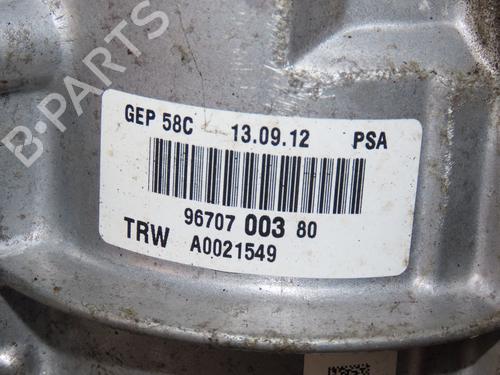 B-PARTS
GEP 58C 13.09.12 PSA
96707 003 80
TRW A0021549